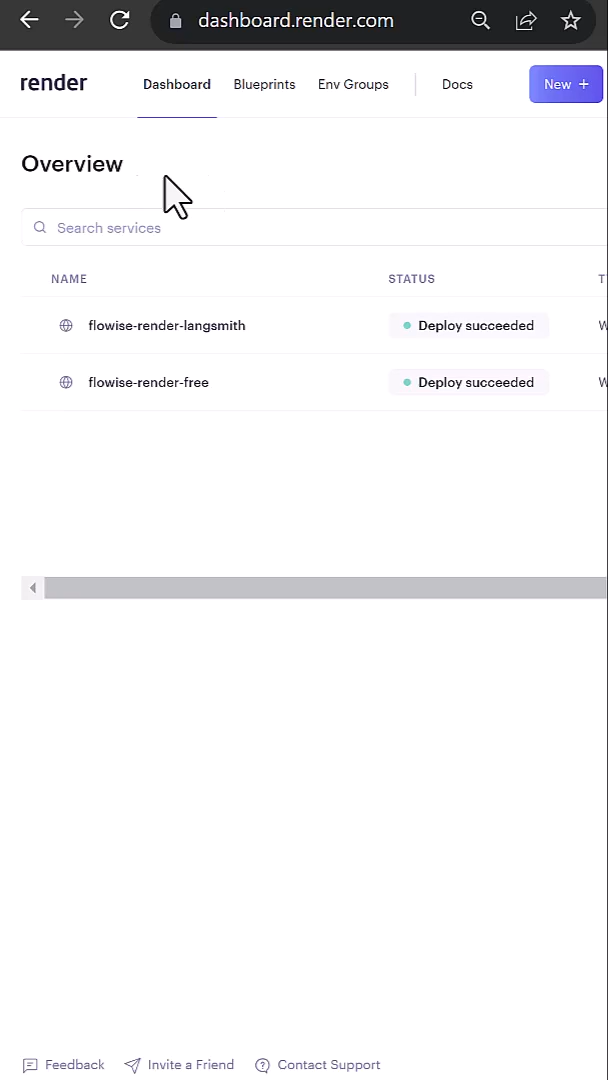 dashboard.render.com
render Dashboard Blueprints Env Groups Docs New +
Overview
Search services
NAME STATUS T
flowise-render-langsmith Deploy succeeded W
flowise-render-free Deploy succeeded W
Feedback Invite a Friend Contact Support